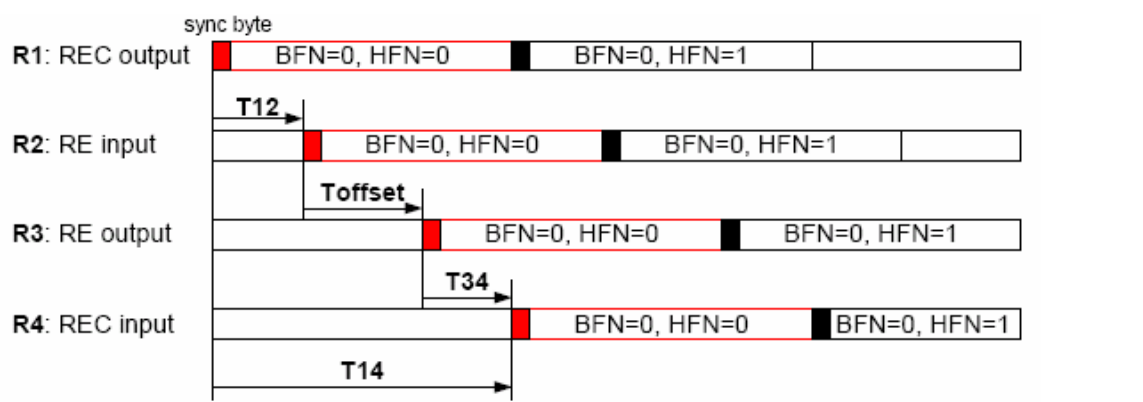 sync byte
R1: REC output BFN=0, HFN=0 BFN=0, HFN=1
T12
R2: RE input BFN=0, HFN=0 BFN=0, HFN=1
Toffset
R3: RE output BFN=0, HFN=0 BFN=0, HFN=1
T34
R4: REC input BFN=0, HFN=0 BFN=0, HFN=1
T14